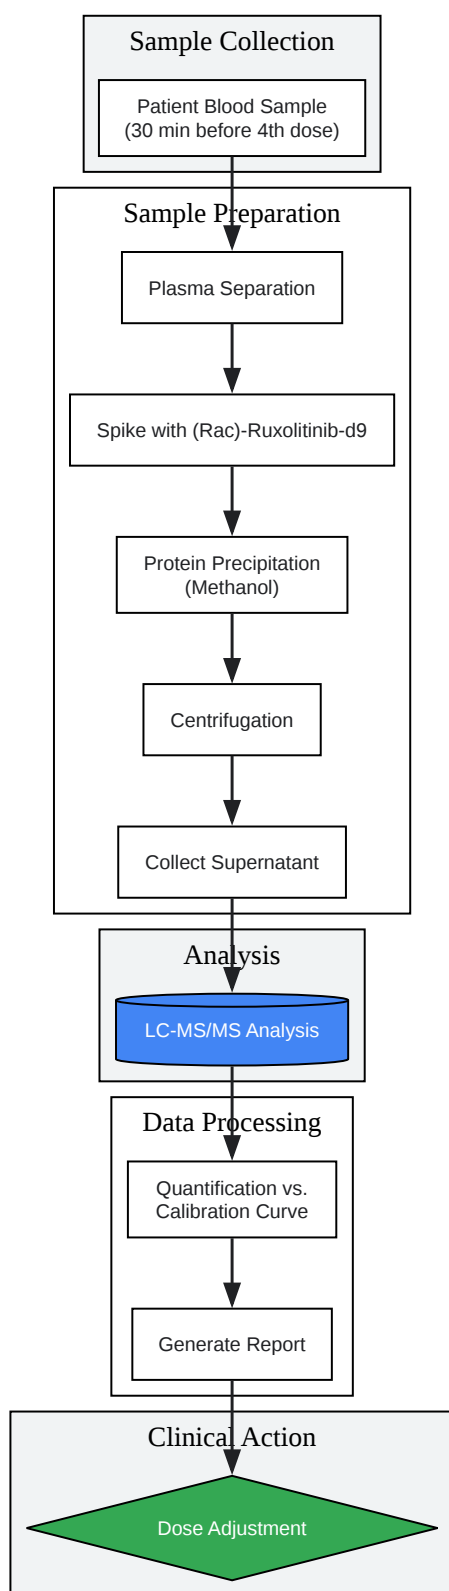 Sample Collection
Patient Blood Sample
(30 min before 4th dose)
Sample Preparation
Plasma Separation
Spike with (Rac)-Ruxolitinib-d9
Protein Precipitation
(Methanol)
Centrifugation
Collect Supernatant
Analysis
LC-MS/MS Analysis
Data Processing
Quantification vs.
Calibration Curve
Generate Report
Clinical Action
Dose Adjustment